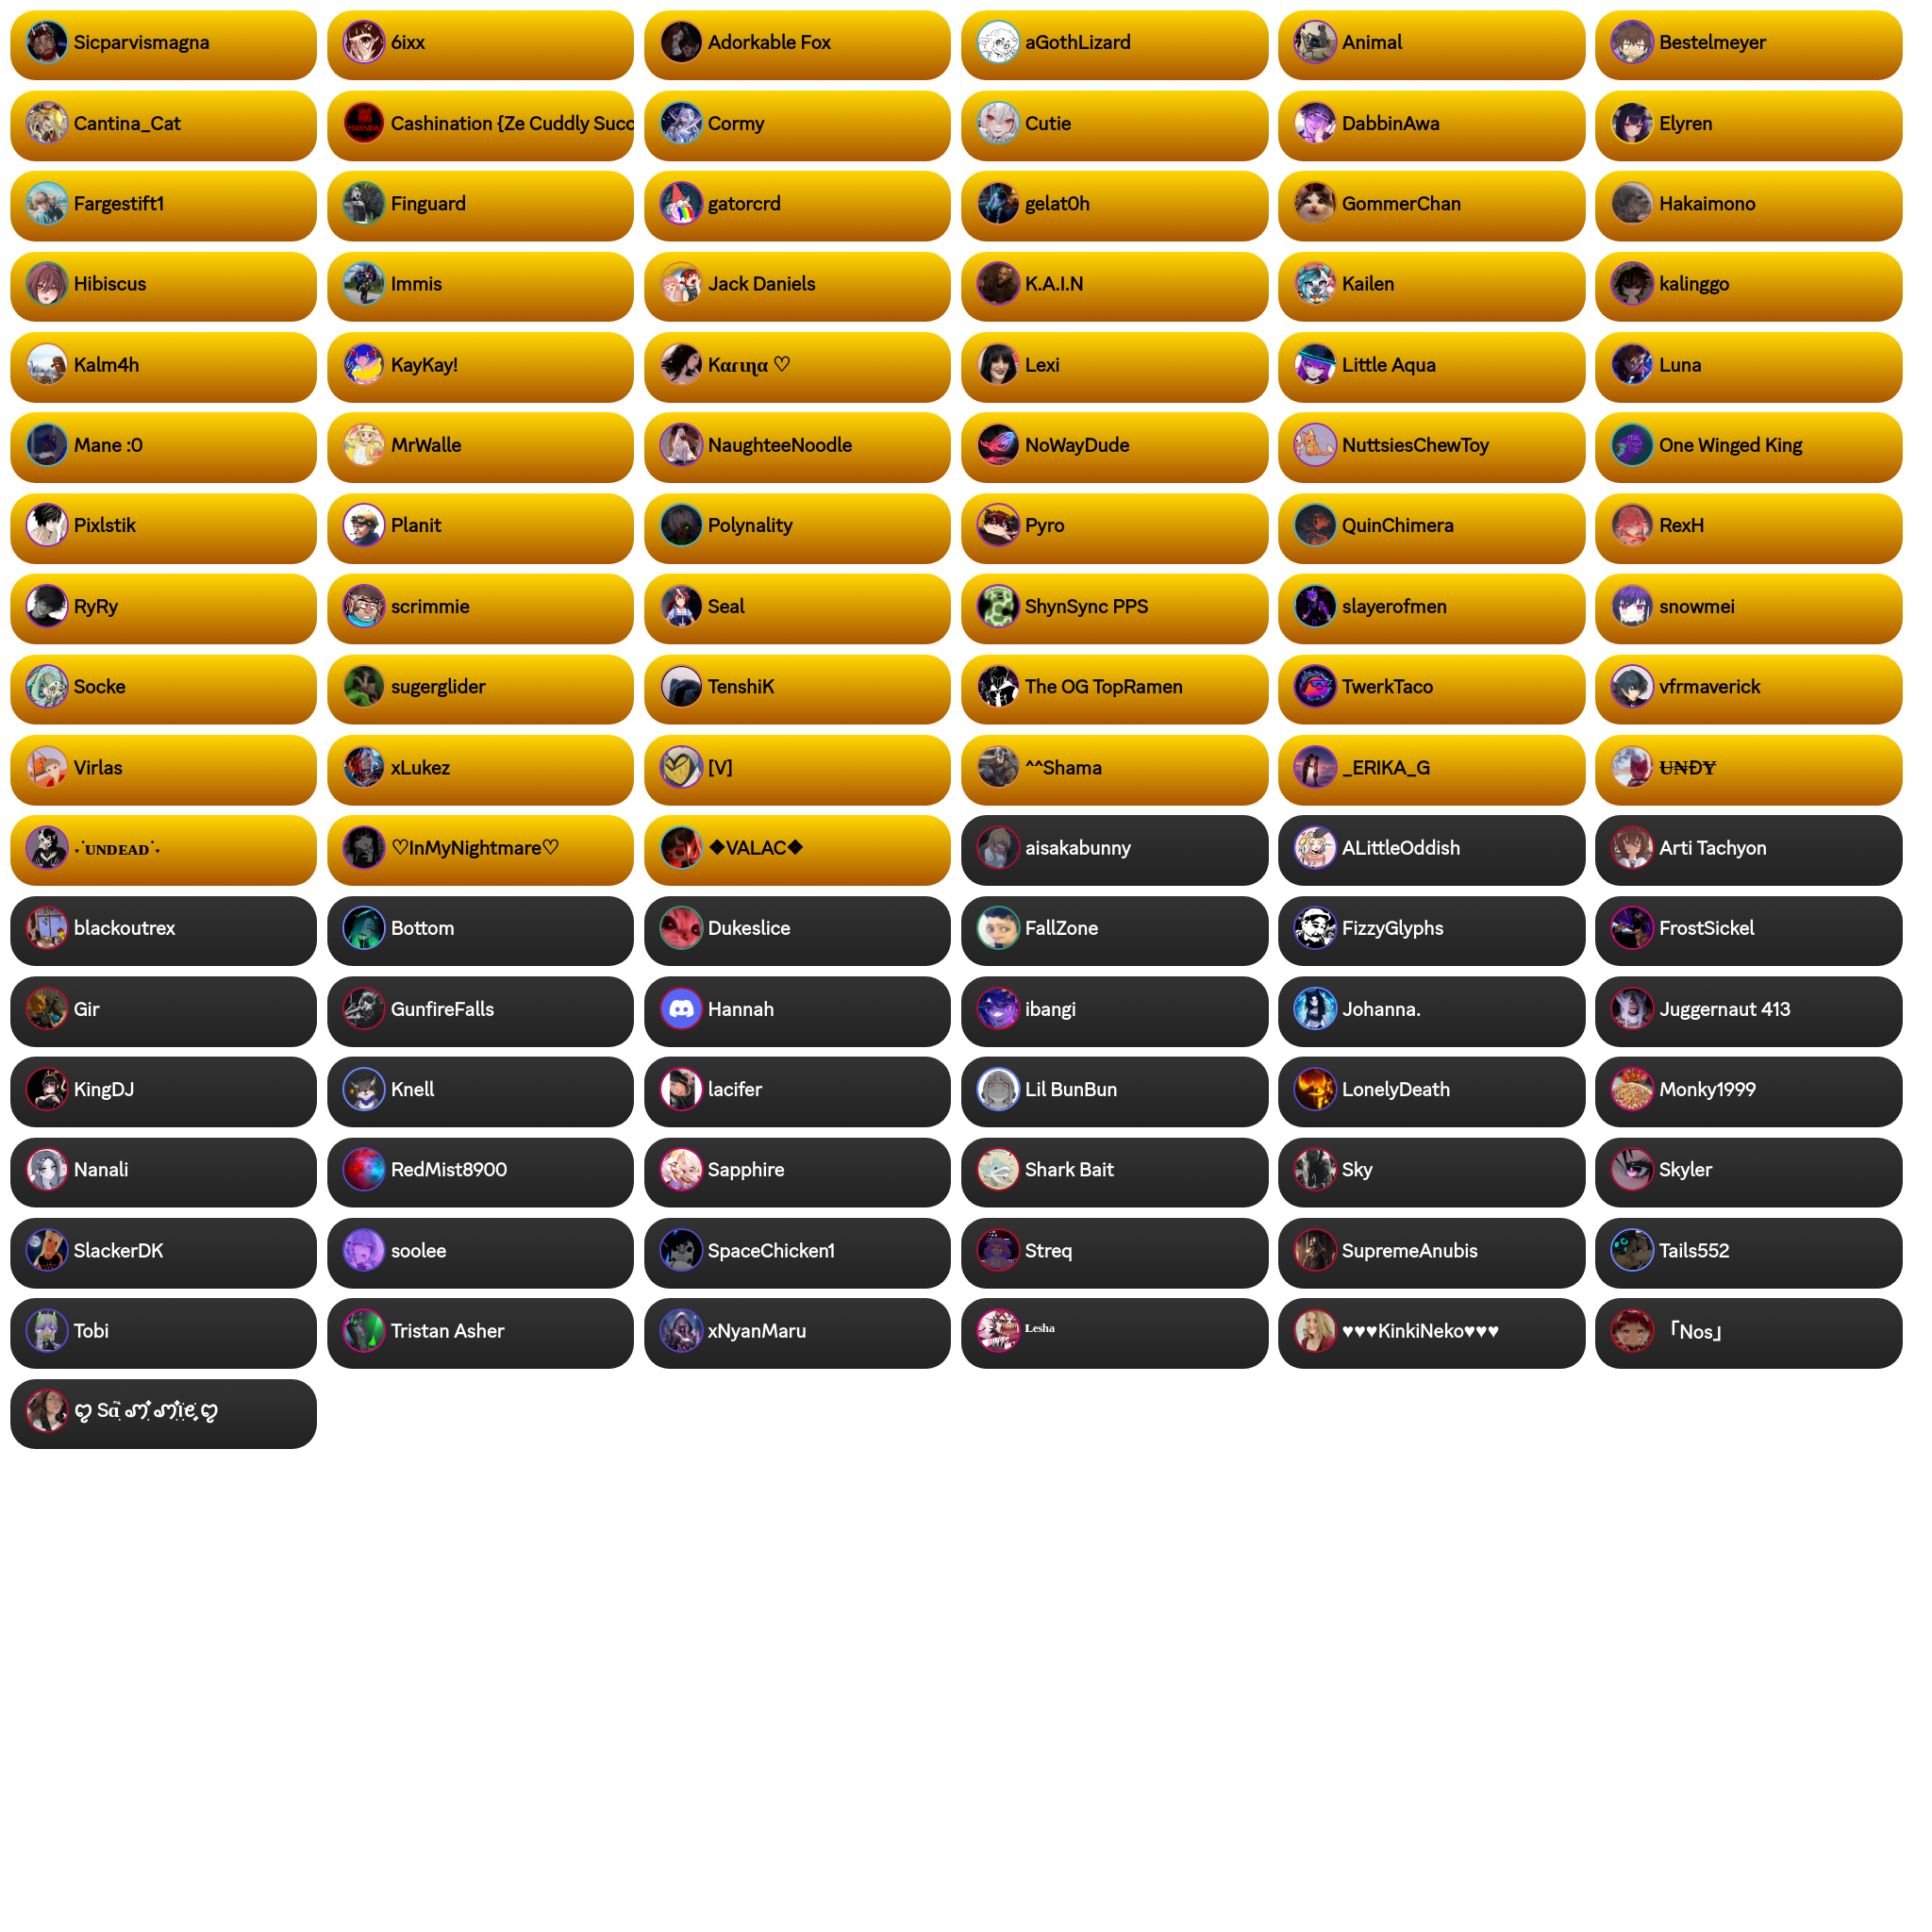 Sicparvismagna
6ixx
Adorkable Fox
aGothLizard
Animal
Bestelmeyer
Cantina_Cat
Cashination {Ze Cuddly Succ
Cormy
Cutie
DabbinAwa
Elyren
Fargestift1
Finguard
gatorcrd
gelat0h
GommerChan
Hakaimono
Hibiscus
Immis
Jack Daniels
K.A.I.N
Kailen
kalinggo
Kalm4h
KayKay!
Kαɾιɳα ♡
Lexi
Little Aqua
Luna
Mane :0
MrWalle
NaughteeNoodle
NoWayDude
NuttsiesChewToy
One Winged King
Pixlstik
Planit
Polynality
Pyro
QuinChimera
RexH
RyRy
scrimmie
Seal
ShynSync PPS
slayerofmen
snowmei
Socke
sugerglider
TenshiK
The OG TopRamen
TwerkTaco
vfrmaverick
Virlas
xLukez
[V]
^^Shama
_ERIKA_G
U̶N̶ĐY̶
˖˙ᴜɴᴅᴇᴀᴅ˙˖
♡InMyNightmare♡
❖VALAC❖
aisakabunny
ALittleOddish
Arti Tachyon
blackoutrex
Bottom
Dukeslice
FallZone
FizzyGlyphs
FrostSickel
Gir
GunfireFalls
Hannah
ibangi
Johanna.
Juggernaut 413
KingDJ
Knell
lacifer
Lil BunBun
LonelyDeath
Monky1999
Nanali
RedMist8900
Sapphire
Shark Bait
Sky
Skyler
SlackerDK
soolee
SpaceChicken1
Streq
SupremeAnubis
Tails552
Tobi
Tristan Asher
xNyanMaru
ᴸᵉˢʰᵃ
♥♥♥KinkiNeko♥♥♥
「Nos」